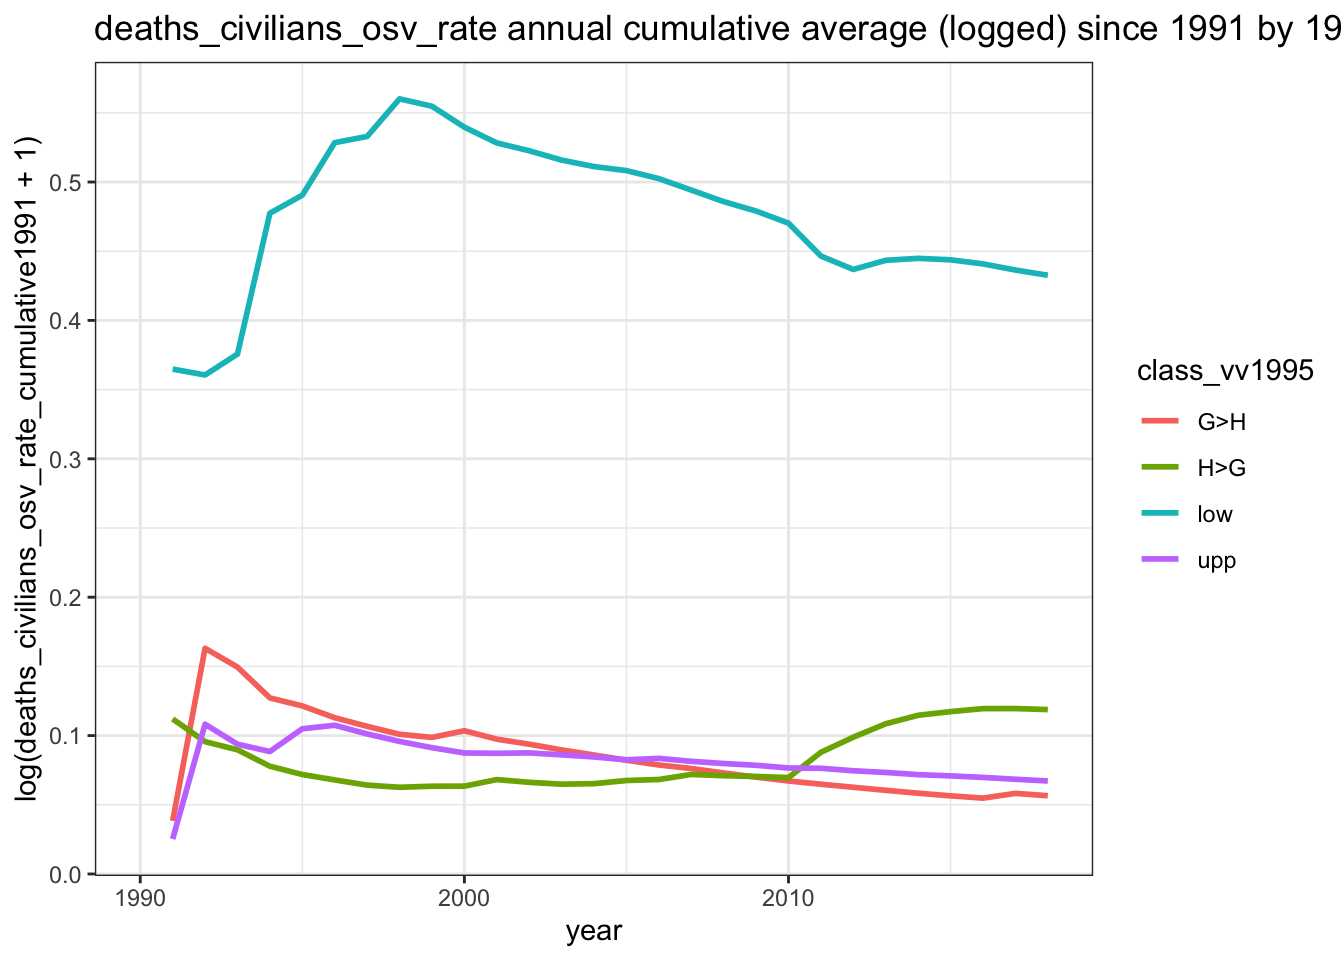 deaths_civilians_osv_rate annual cumulative average (logged) since 1991 by 19
log(deaths_civilians_osv_rate_cumulative1991 + 1)
0.5
0.4
0.3
0.2
0.1
0.0
1990
2000
2010
year
class_vv1995
G>H
H>G
low
upp